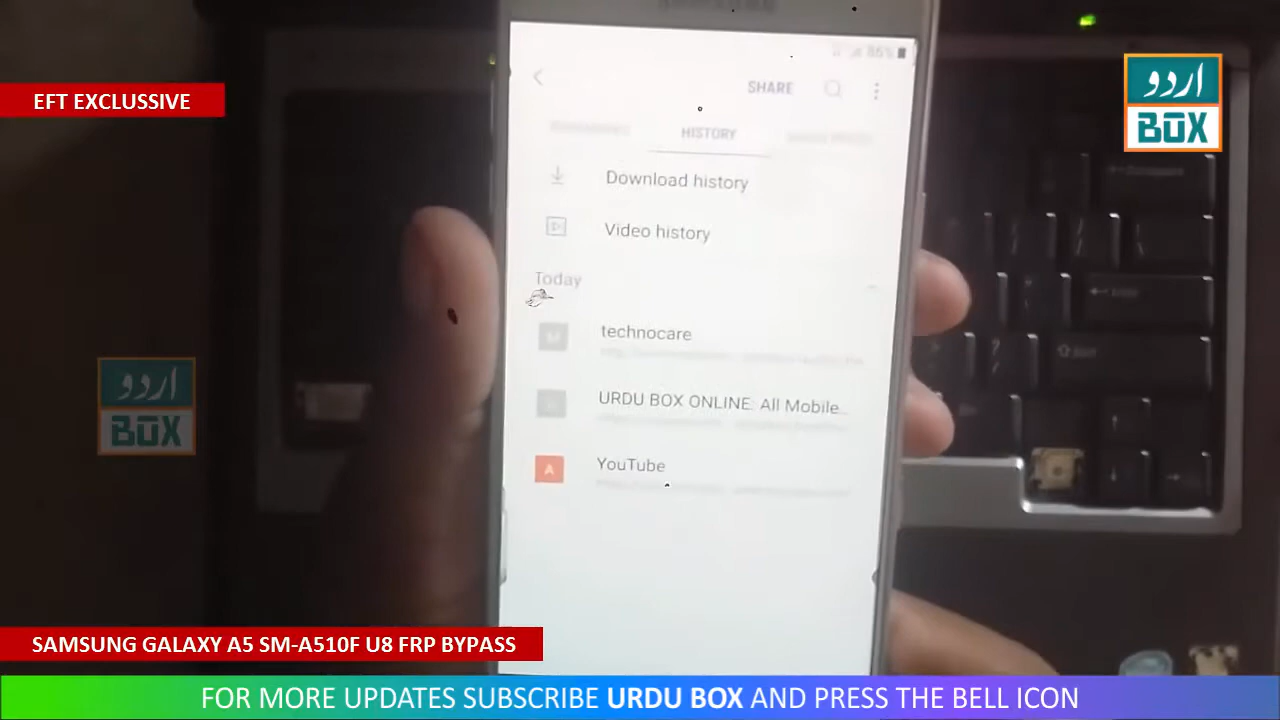 EFT EXCLUSSIVE
اردو
BOX
86%
SHARE
HISTORY
Download history
Video history
Today
technocare
URDU BOX ONLINE: All Mobile..
A
YouTube
اردو
BOX
SAMSUNG GALAXY A5 SM-A510F U8 FRP BYPASS
FOR MORE UPDATES SUBSCRIBE URDU BOX AND PRESS THE BELL ICON